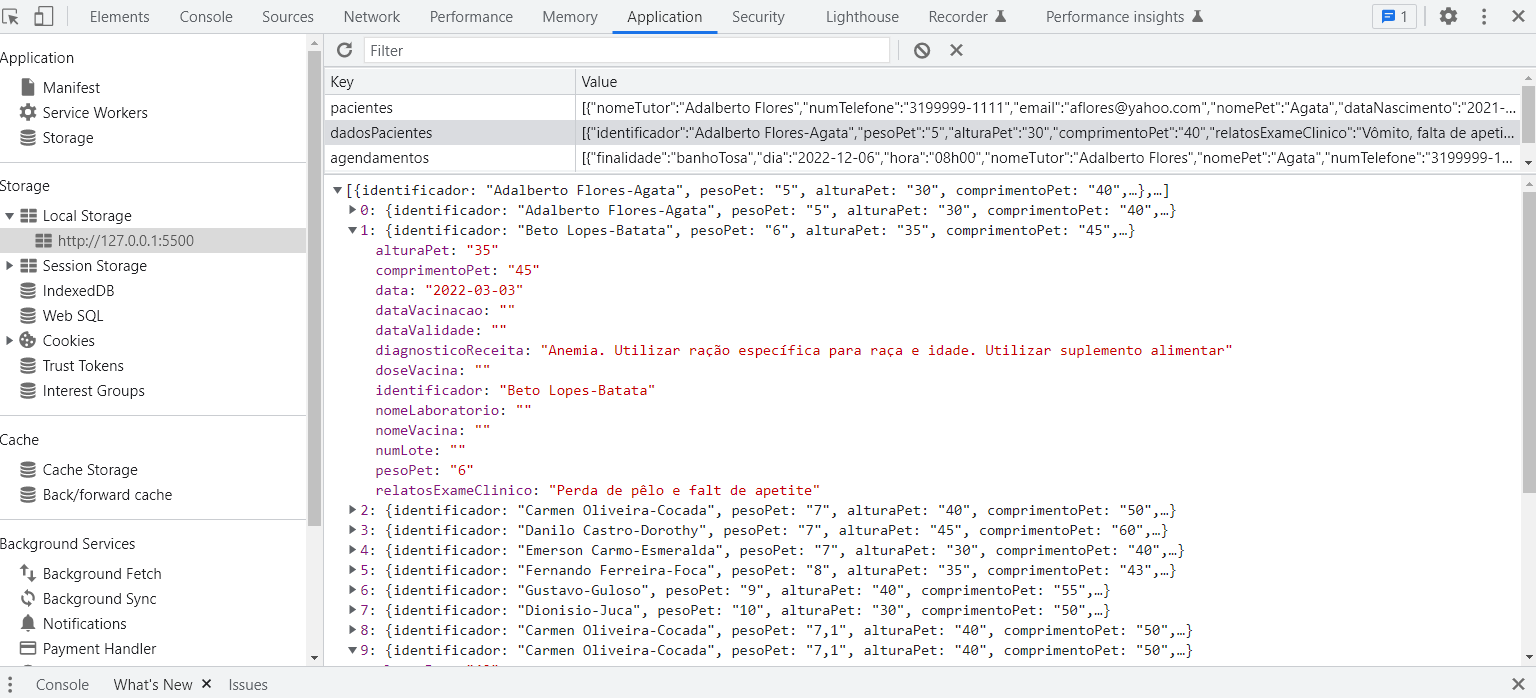 Elements Console Sources Network Performance Memory Application Security Lighthouse Recorder Performance insights 1
Application
Manifest
Service Workers
Storage
Storage
Local Storage
http://127.0.0.1:5500
Session Storage
IndexedDB
Web SQL
Cookies
Trust Tokens
Interest Groups
Cache
Cache Storage
Back/forward cache
Background Services
Background Fetch
Background Sync
Notifications
Payment Handler
Filter
Key Value
pacientes [{"nomeTutor":"Adalberto Flores","numTelefone":"3199999-1111","email":"aflores@yahoo.com","nomePet":"Agata","dataNascimento":"2021-...
dadosPacientes [{"identificador":"Adalberto Flores-Agata","pesoPet":"5","alturaPet":"30","comprimentoPet":"40","relatosExameClinico":"Vômito, falta de apeti...
agendamentos [{"finalidade":"banhoTosa","dia":"2022-12-06","hora":"08h00","nomeTutor":"Adalberto Flores","nomePet":"Agata","numTelefone":"3199999-1...
[{identificador: "Adalberto Flores-Agata", pesoPet: "5", alturaPet: "30", comprimentoPet: "40",…},…]
0: {identificador: "Adalberto Flores-Agata", pesoPet: "5", alturaPet: "30", comprimentoPet: "40",…}
1: {identificador: "Beto Lopes-Batata", pesoPet: "6", alturaPet: "35", comprimentoPet: "45",…}
alturaPet: "35"
comprimentoPet: "45"
data: "2022-03-03"
dataVacinacao: ""
dataValidade: ""
diagnosticoReceita: "Anemia. Utilizar ração específica para raça e idade. Utilizar suplemento alimentar"
doseVacina: ""
identificador: "Beto Lopes-Batata"
nomeLaboratorio: ""
nomeVacina: ""
numLote: ""
pesoPet: "6"
relatosExameClinico: "Perda de pêlo e falt de apetite"
2: {identificador: "Carmen Oliveira-Cocada", pesoPet: "7", alturaPet: "40", comprimentoPet: "50",…}
3: {identificador: "Danilo Castro-Dorothy", pesoPet: "7", alturaPet: "45", comprimentoPet: "60",…}
4: {identificador: "Emerson Carmo-Esmeralda", pesoPet: "7", alturaPet: "30", comprimentoPet: "40",…}
5: {identificador: "Fernando Ferreira-Foca", pesoPet: "8", alturaPet: "35", comprimentoPet: "43",…}
6: {identificador: "Gustavo-Guloso", pesoPet: "9", alturaPet: "40", comprimentoPet: "55",…}
7: {identificador: "Dionisio-Juca", pesoPet: "10", alturaPet: "30", comprimentoPet: "50",…}
8: {identificador: "Carmen Oliveira-Cocada", pesoPet: "7,1", alturaPet: "40", comprimentoPet: "50",…}
9: {identificador: "Carmen Oliveira-Cocada", pesoPet: "7,1", alturaPet: "40", comprimentoPet: "50",…}
Console What's New Issues